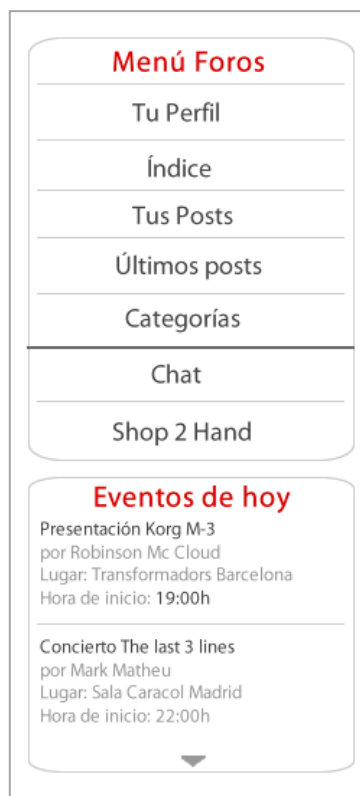 Menú Foros
Tu Perfil
Índice
Tus Posts
Últimos posts
Categorías
Chat
Shop 2 Hand
Eventos de hoy
Presentación Korg M-3
por Robinson Mc Cloud
Lugar: Transformadors Barcelona
Hora de inicio: 19:00h
Concierto The last 3 lines
por Mark Matheu
Lugar: Sala Caracol Madrid
Hora de inicio: 22:00h